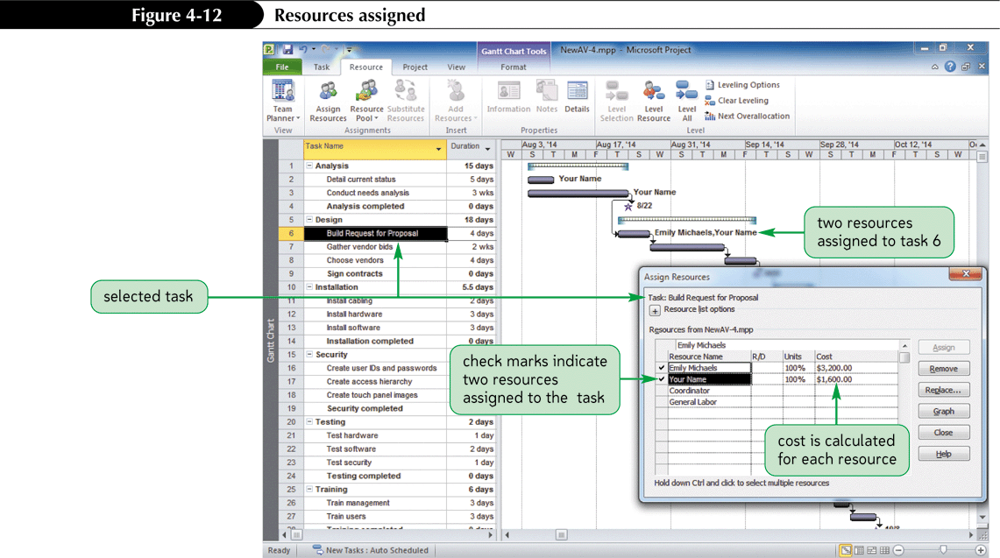 Figure 4-12 Resources assigned
NewAV-4.mpp - Microsoft Project
Gantt Chart Tools
File Task Resource Project View Format
Team Planner
Assign Resources
Resource Pool
Substitute Resources
Add Resources
Information
Notes
Details
Level Selection
Level Resource
Level All
Leveling Options
Clear Leveling
Next Overallocation
View Assignments Insert Properties Level
Task Name Duration
Aug 3, '14 Aug 17, '14 Aug 31, '14 Sep 14, '14 Sep 28, '14 Oct 12, '14
W S T M F T S W S T M F T S W S T M F T S W
1 Analysis 15 days
2 Detail current status 5 days Your Name
3 Conduct needs analysis 3 wks Your Name
4 Analysis completed 0 days 8/22
5 Design 18 days
6 Build Request for Proposal 4 days Emily Michaels,Your Name
7 Gather vendor bids 2 wks
8 Choose vendors 4 days
9 Sign contracts 0 days
10 Installation 5.5 days
11 Install cabling 2 days
12 Install hardware 3 days
13 Install software 3 days
14 Installation completed 0 days
15 Security
16 Create user IDs and passwords
17 Create access hierarchy
18 Create touch panel images
19 Security completed
20 Testing 2 days
21 Test hardware 1 day
22 Test software 2 days
23 Test security 1 day
24 Testing completed 0 days
25 Training 6 days
26 Train management 3 days
27 Train users 3 days
Gantt Chart
two resources
assigned to task 6
selected task
check marks indicate
two resources
assigned to the task
Assign Resources
Task: Build Request for Proposal
Resource list options
Resources from NewAV-4.mpp
Emily Michaels
Resource Name R/D Units Cost
Emily Michaels 100% $3,200.00
Your Name 100% $1,600.00
Coordinator
General Labor
Assign
Remove
Replace...
Graph
Close
Help
cost is calculated
for each resource
Hold down Ctrl and click to select multiple resources
Ready New Tasks : Auto Scheduled